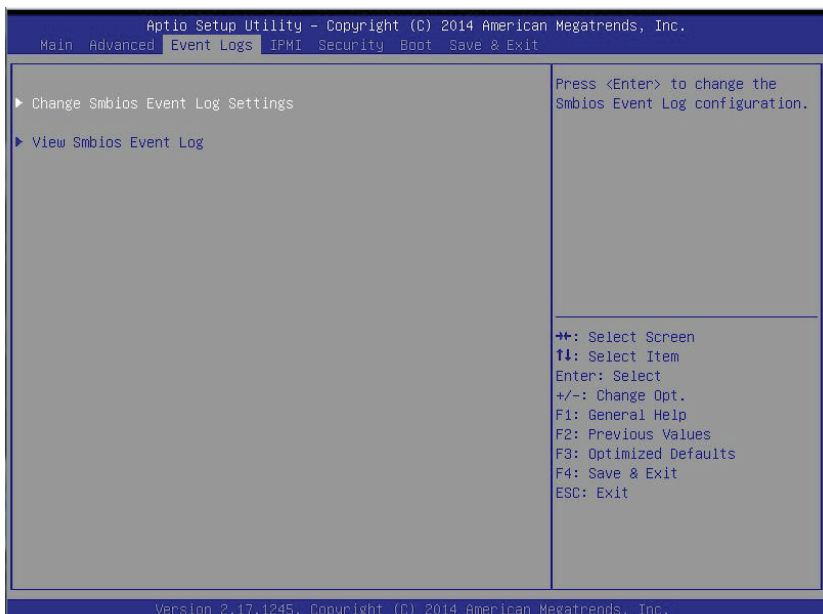 Aptio Setup Utility – Copyright (C) 2014 American Megatrends, Inc.
Main Advanced Event Logs IPMI Security Boot Save & Exit
▶ Change Smbios Event Log Settings
▶ View Smbios Event Log
Press <Enter> to change the
Smbios Event Log configuration.
→←: Select Screen
↑↓: Select Item
Enter: Select
+/-: Change Opt.
F1: General Help
F2: Previous Values
F3: Optimized Defaults
F4: Save & Exit
ESC: Exit
Version 2.17.1245. Copyright (C) 2014 American Megatrends, Inc.